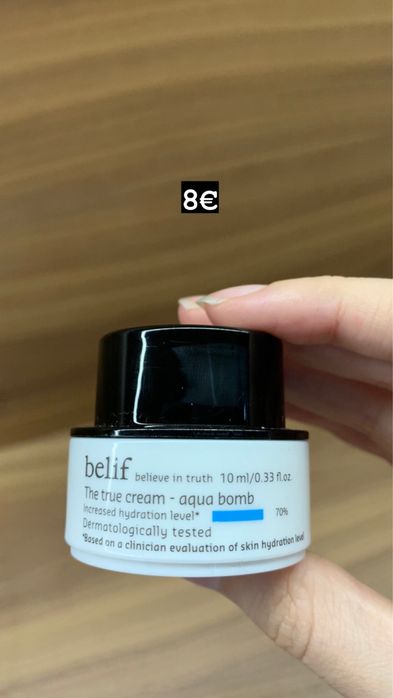 8€
belif believe in truth 10 ml/0.33 fl.oz.
The true cream - aqua bomb
Increased hydration level* 70%
Dermatologically tested
*Based on a clinician evaluation of skin hydration level